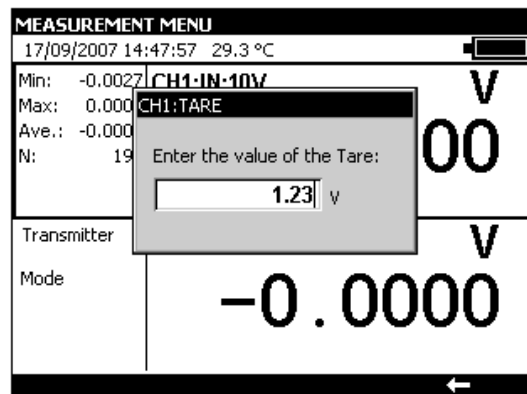 MEASUREMENT MENU
17/09/2007 14:47:57 29.3 °C
Min: -0.0027 CH1:IN:10V V
Max: 0.000
Ave.: -0.000 00
N: 19
CH1:TARE
Enter the value of the Tare:
1.23 V
Transmitter V
Mode
-0.0000